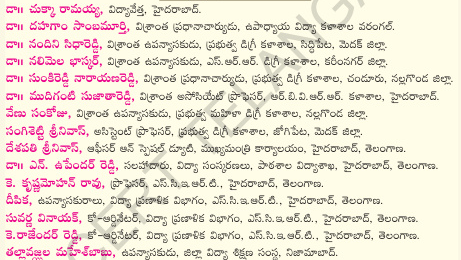 డా॥ చుక్కా రామయ్య, విద్యావేత్త, హైదరాబాద్.
డా॥ దహగాం సాంబమూర్తి, విశ్రాంత ప్రధానాచార్యుడు, ఉపాధ్యాయ విద్యా కళాశాల వరంగల్.
డా॥ నందిని సిధారెడ్డి, విశ్రాంత ఉపన్యాసకుడు, ప్రభుత్వ డిగ్రీ కళాశాల, సిద్ధిపేట, మెదక్ జిల్లా.
డా॥ నలిమెల భాస్కర్, విశ్రాంత ఉపన్యాసకుడు, ఎస్.ఆర్.ఆర్. డిగ్రీ కళాశాల, కరీంనగర్ జిల్లా.
డా॥ సుంకిరెడ్డి నారాయణరెడ్డి, విశ్రాంత ప్రధానాచార్యుడు, ప్రభుత్వ డిగ్రీ కళాశాల, చండూరు, నల్లగొండ జిల్లా.
డా॥ ముదిగంటి సుజాతారెడ్డి, విశ్రాంత అసోసియేట్ ప్రొఫెసర్, ఆర్.బి.వి.ఆర్.ఆర్. కళాశాల, హైదరాబాద్.
వేణు సంకోజు, విశ్రాంత ఉపన్యాసకుడు, ప్రభుత్వ మహిళా డిగ్రీ కళాశాల, నల్లగొండ జిల్లా.
సంగిశెట్టి శ్రీనివాస్, అసిస్టెంట్ ప్రొఫెసర్, ప్రభుత్వ డిగ్రీ కళాశాల, జోగిపేట, మెదక్ జిల్లా.
దేశపతి శ్రీనివాస్, ఆఫీసర్ ఆన్ స్పెషల్ డ్యూటి, ముఖ్యమంత్రి కార్యాలయం, హైదరాబాద్, తెలంగాణ.
డా॥ ఎన్. ఉపేందర్ రెడ్డి, సలహాదారు, విద్యా సంస్కరణలు, పాఠశాల విద్యాశాఖ, హైదరాబాద్, తెలంగాణ.
కె. కృష్ణమోహన్ రావు, ప్రొఫెసర్, ఎస్.సి.ఇ.ఆర్.టి., హైదరాబాద్, తెలంగాణ.
దీపిక, ఉపన్యాసకురాలు, విద్యా ప్రణాళిక విభాగం, ఎస్.సి.ఇ.ఆర్.టి., హైదరాబాద్, తెలంగాణ.
సువర్ణ వినాయక్, కో-ఆర్డినేటర్, విద్యా ప్రణాళిక విభాగం, ఎస్.సి.ఇ.ఆర్.టి., హైదరాబాద్, తెలంగాణ.
కె.రాజేందర్ రెడ్డి, కో-ఆర్డినేటర్, విద్యా ప్రణాళిక విభాగం, ఎస్.సి.ఇ.ఆర్.టి., హైదరాబాద్, తెలంగాణ.
తల్లావజ్ఝల మహేశ్‌బాబు, ఉపన్యాసకుడు, జిల్లా విద్యా శిక్షణ సంస్థ, నిజామాబాద్.